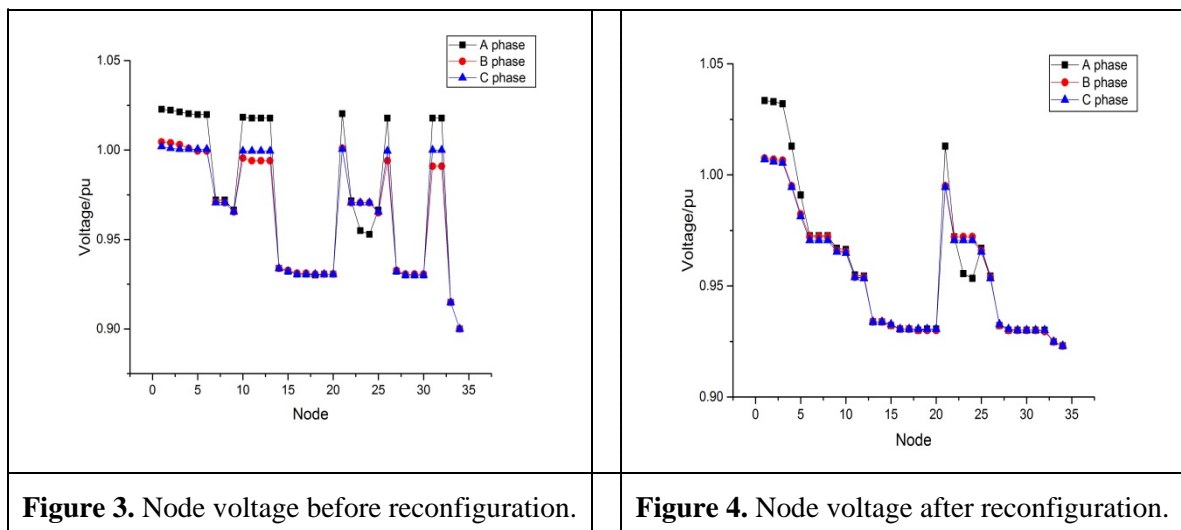 A phase
B phase
C phase
1.05
1.00
0.95
0.90
Voltage/pu
0 5 10 15 20 25 30 35
Node
Figure 3. Node voltage before reconfiguration.
A phase
B phase
C phase
1.05
1.00
0.95
0.90
Voltage/pu
0 5 10 15 20 25 30 35
Node
Figure 4. Node voltage after reconfiguration.